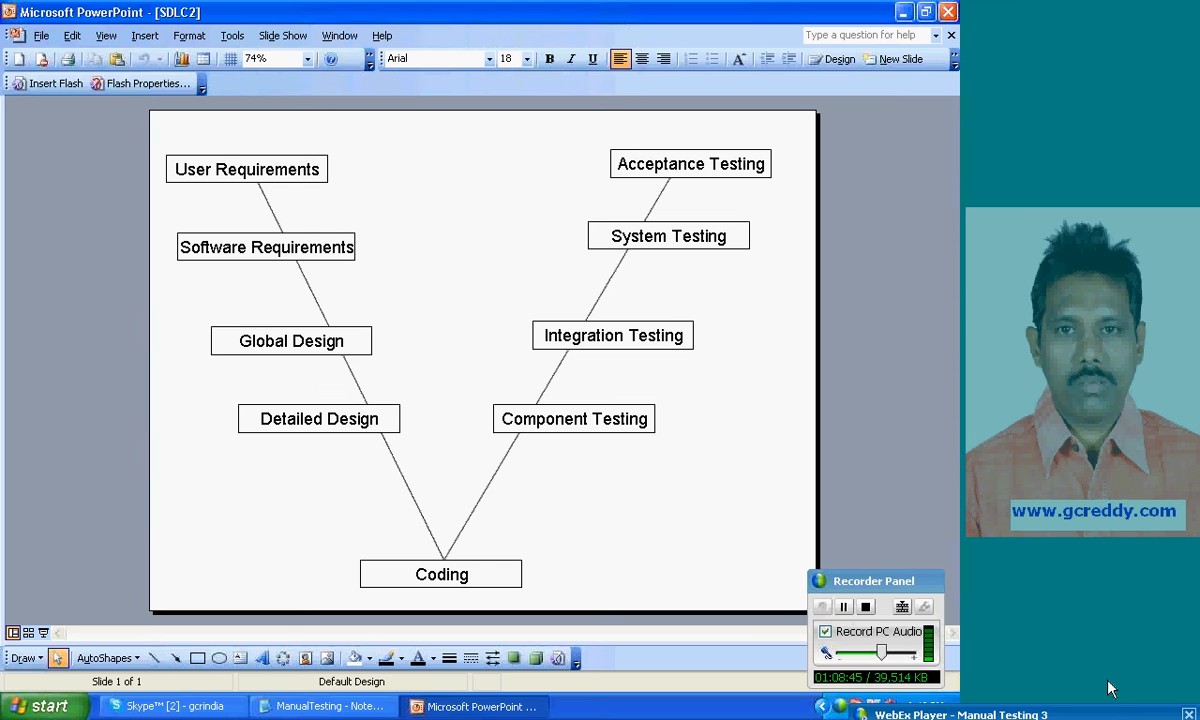 Microsoft PowerPoint - [SDLC2]
File Edit View Insert Format Tools Slide Show Window Help
Type a question for help
74%
Arial
18
B I U
Design
New Slide
Insert Flash
Flash Properties...
User Requirements
Acceptance Testing
Software Requirements
System Testing
Global Design
Integration Testing
Detailed Design
Component Testing
Coding
www.gcreddy.com
Recorder Panel
Record PC Audio
01:08:45 / 39,514 KB
Draw
AutoShapes
Slide 1 of 1
Default Design
start
Skype™ [2] - gcrindia
ManualTesting - Note...
Microsoft PowerPoint ...
WebEx Player - Manual Testing 3